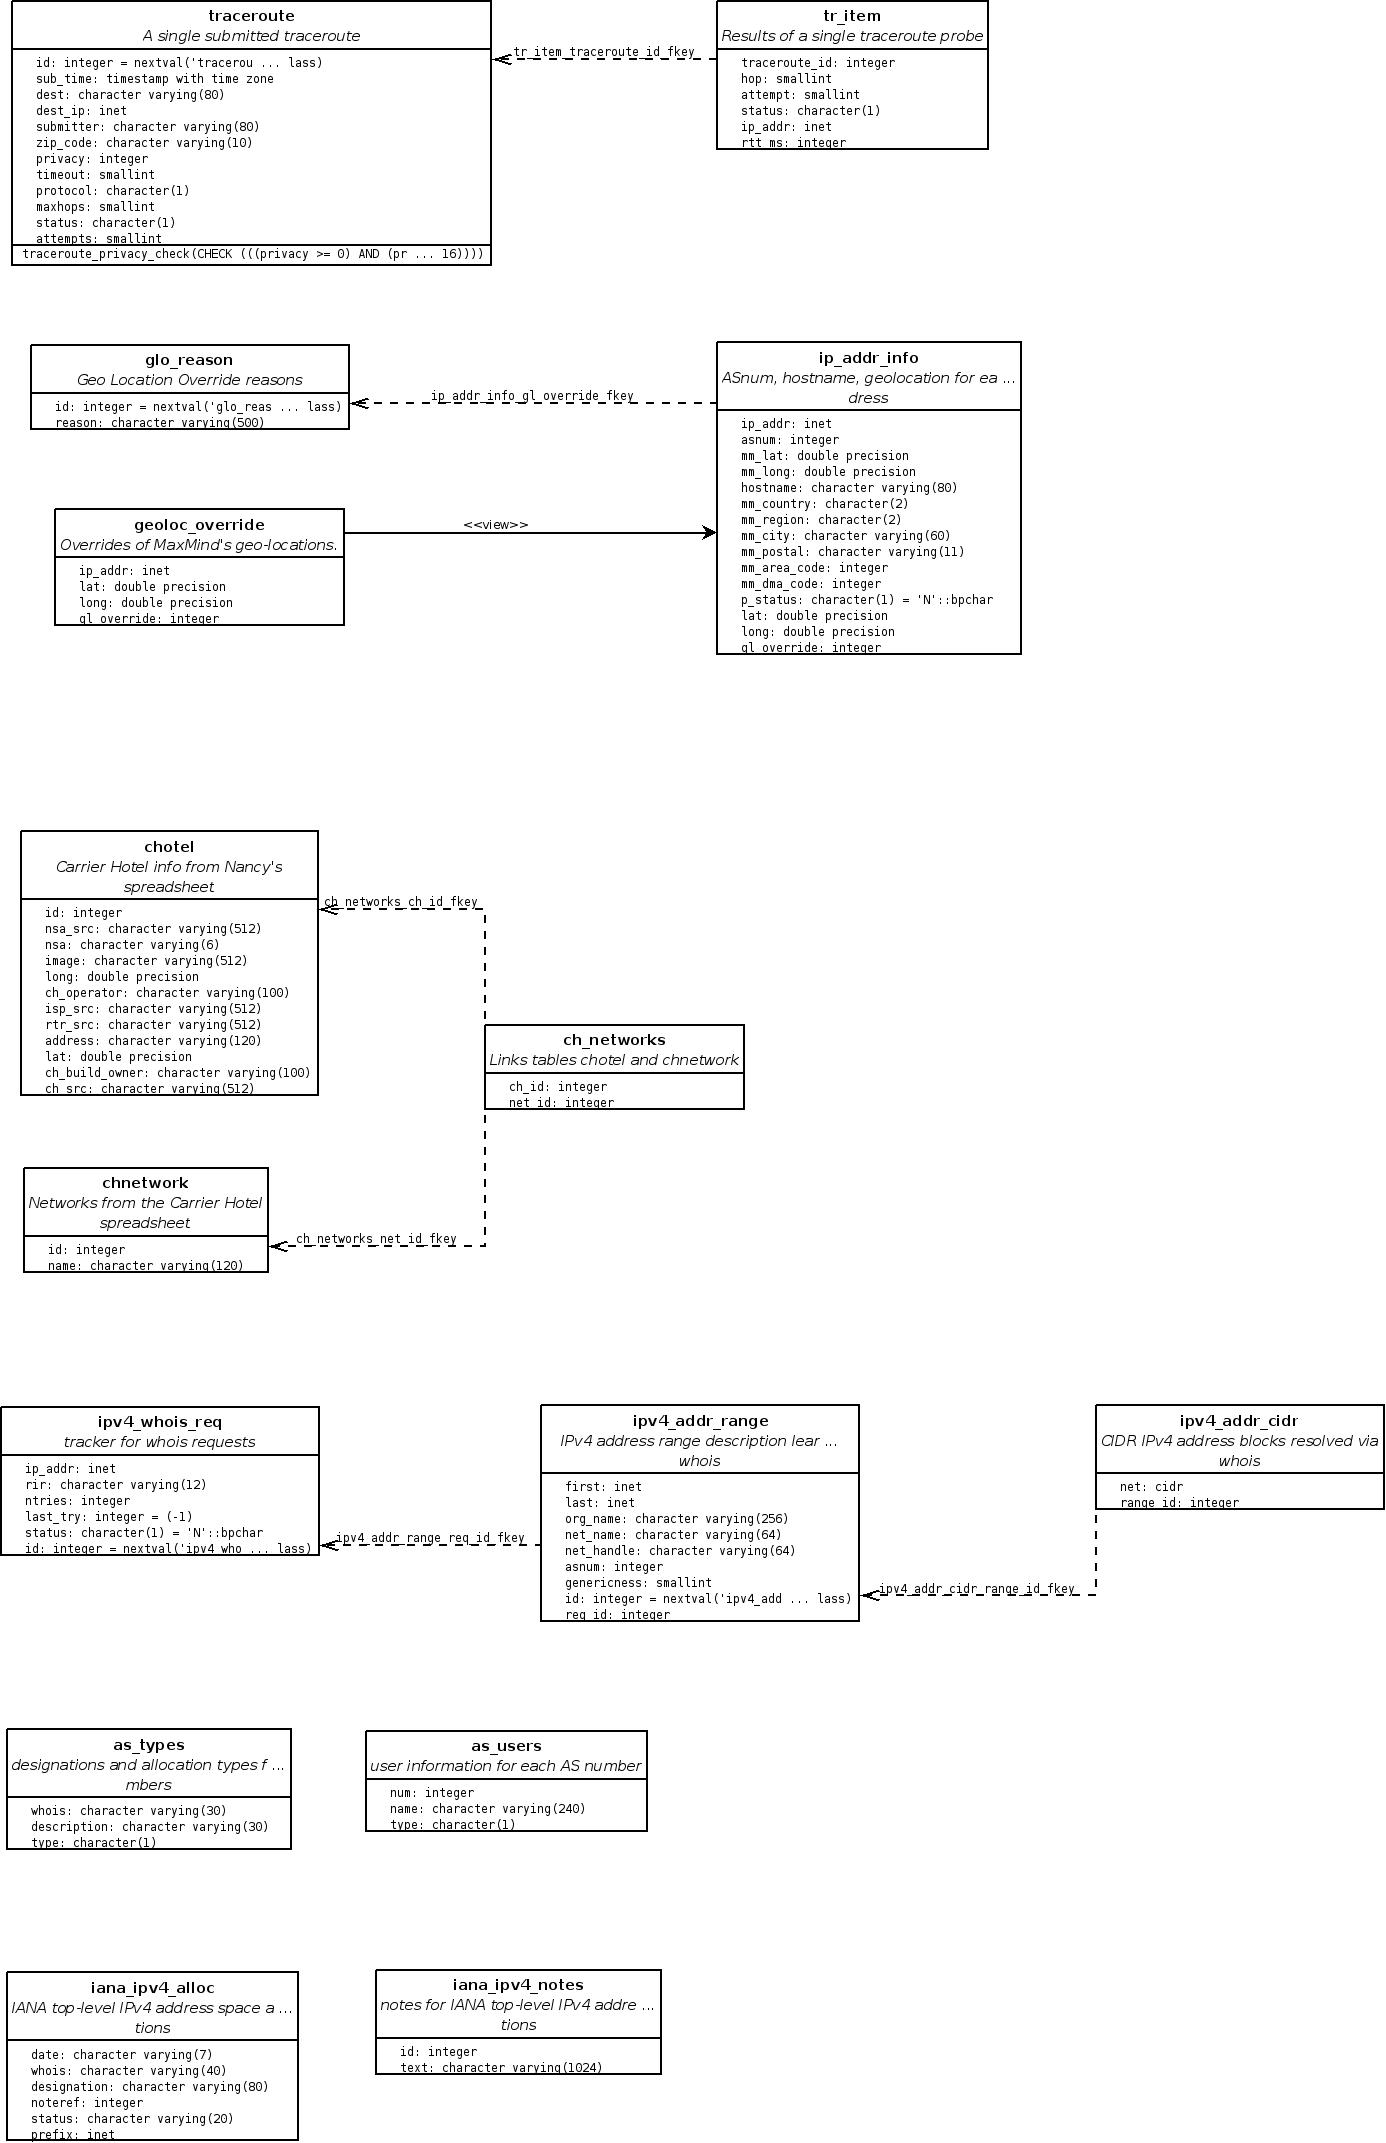 traceroute
A single submitted traceroute
id: integer = nextval('tracerou ... lass)
sub_time: timestamp with time zone
dest: character varying(80)
dest_ip: inet
submitter: character varying(80)
zip_code: character varying(10)
privacy: integer
timeout: smallint
protocol: character(1)
maxhops: smallint
status: character(1)
attempts: smallint
traceroute_privacy_check(CHECK (((privacy >= 0) AND (pr ... 16))))
tr_item_traceroute_id_fkey
tr_item
Results of a single traceroute probe
traceroute_id: integer
hop: smallint
attempt: smallint
status: character(1)
ip_addr: inet
rtt_ms: integer
glo_reason
Geo Location Override reasons
id: integer = nextval('glo_reas ... lass)
reason: character varying(500)
ip_addr_info_gl_override_fkey
ip_addr_info
ASnum, hostname, geolocation for ea ...
dress
ip_addr: inet
asnum: integer
mm_lat: double precision
mm_long: double precision
hostname: character varying(80)
mm_country: character(2)
mm_region: character(2)
mm_city: character varying(60)
mm_postal: character varying(11)
mm_area_code: integer
mm_dma_code: integer
p_status: character(1) = 'N'::bpchar
lat: double precision
long: double precision
gl_override: integer
geoloc_override
Overrides of MaxMind's geo-locations.
ip_addr: inet
lat: double precision
long: double precision
gl_override: integer
<<view>>
chotel
Carrier Hotel info from Nancy's
spreadsheet
id: integer
nsa_src: character varying(512)
nsa: character varying(6)
image: character varying(512)
long: double precision
ch_operator: character varying(100)
isp_src: character varying(512)
rtr_src: character varying(512)
address: character varying(120)
lat: double precision
ch_build_owner: character varying(100)
ch_src: character varying(512)
ch_networks_ch_id_fkey
ch_networks
Links tables chotel and chnetwork
ch_id: integer
net_id: integer
chnetwork
Networks from the Carrier Hotel
spreadsheet
id: integer
name: character varying(120)
ch_networks_net_id_fkey
ipv4_whois_req
tracker for whois requests
ip_addr: inet
rir: character varying(12)
ntries: integer
last_try: integer = (-1)
status: character(1) = 'N'::bpchar
id: integer = nextval('ipv4_who ... lass)
ipv4_addr_range_req_id_fkey
ipv4_addr_range
IPv4 address range description lear ...
whois
first: inet
last: inet
org_name: character varying(256)
net_name: character varying(64)
net_handle: character varying(64)
asnum: integer
genericness: smallint
id: integer = nextval('ipv4_add ... lass)
req_id: integer
ipv4_addr_cidr_range_id_fkey
ipv4_addr_cidr
CIDR IPv4 address blocks resolved via
whois
net: cidr
range_id: integer
as_types
designations and allocation types f ...
mbers
whois: character varying(30)
description: character varying(30)
type: character(1)
as_users
user information for each AS number
num: integer
name: character varying(240)
type: character(1)
iana_ipv4_alloc
IANA top-level IPv4 address space a ...
tions
date: character varying(7)
whois: character varying(40)
designation: character varying(80)
noteref: integer
status: character varying(20)
prefix: inet
iana_ipv4_notes
notes for IANA top-level IPv4 addre ...
tions
id: integer
text: character varying(1024)